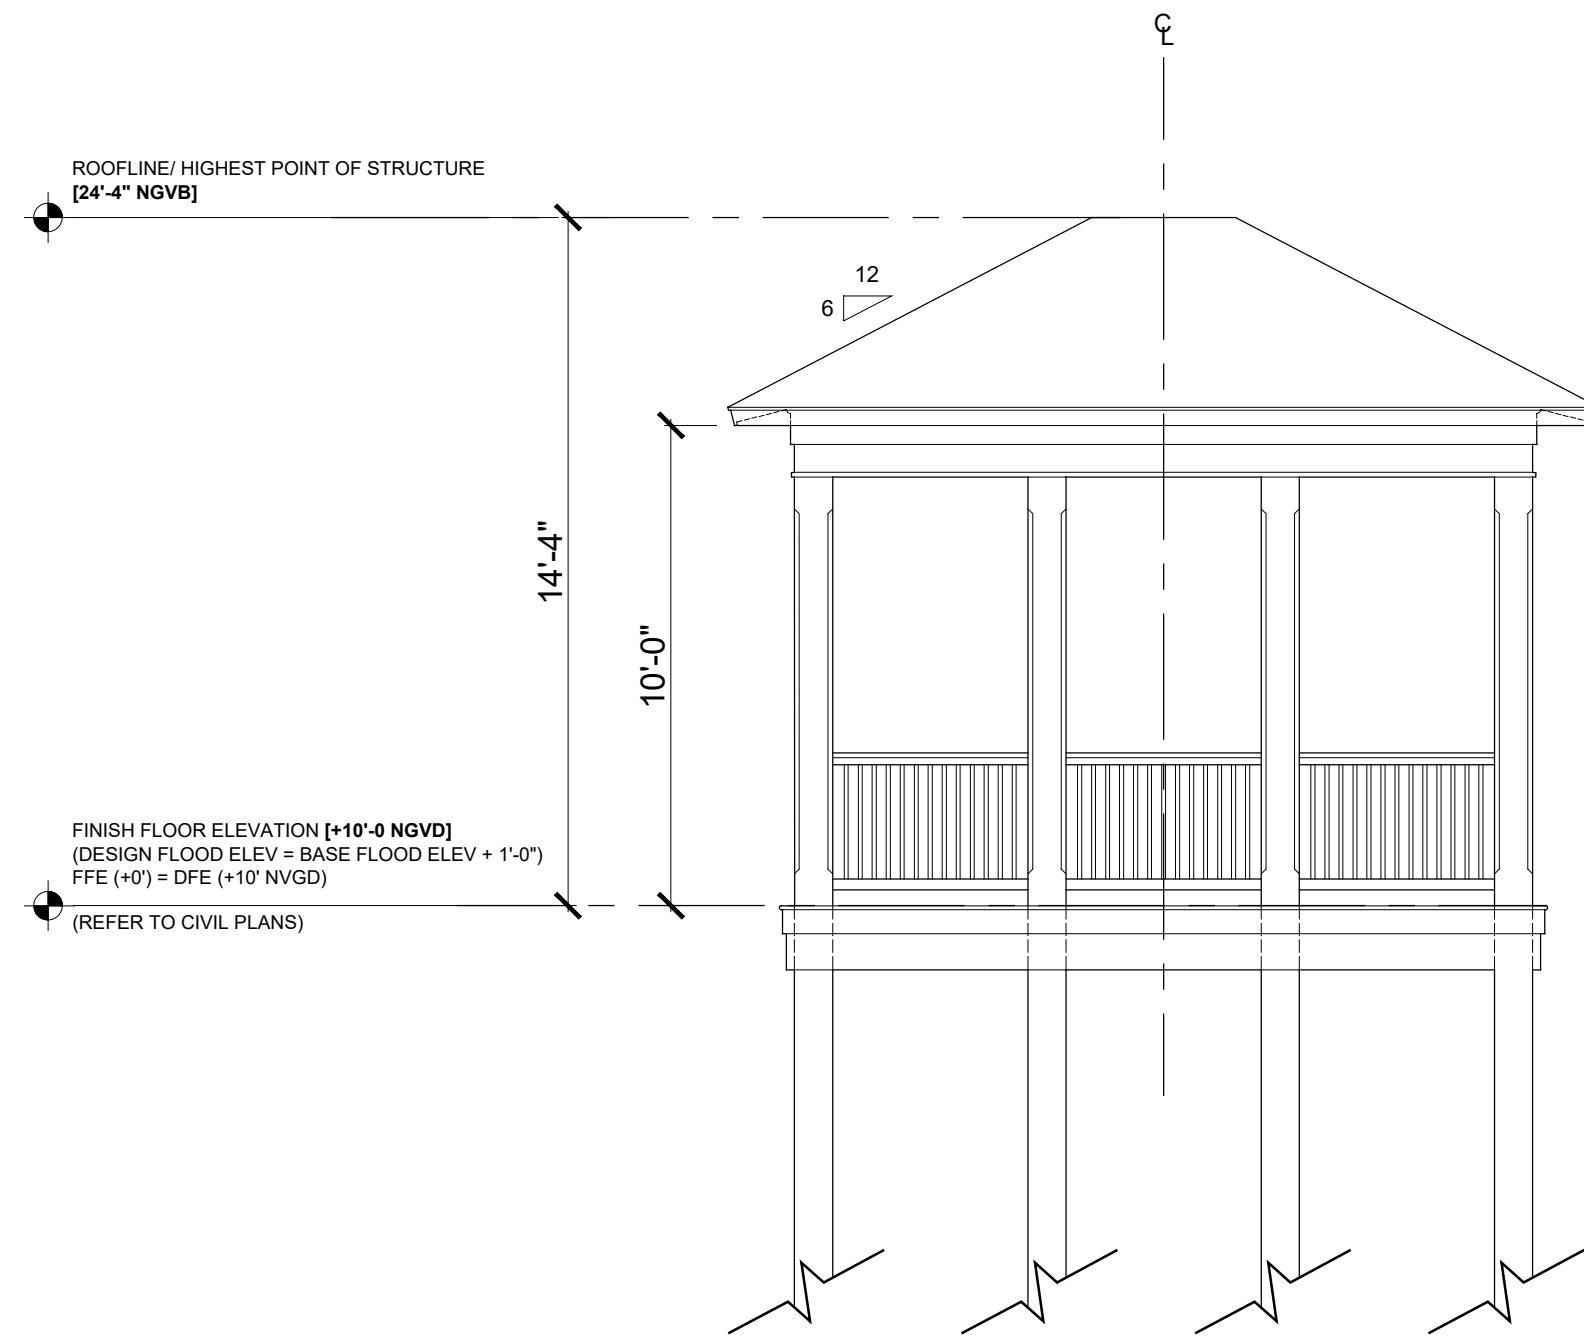 ℄
ROOFLINE/ HIGHEST POINT OF STRUCTURE
[24'-4" NGVB]
12
6
14'-4"
10'-0"
FINISH FLOOR ELEVATION [+10'-0 NGVD]
(DESIGN FLOOD ELEV = BASE FLOOD ELEV + 1'-0")
FFE (+0') = DFE (+10' NVGD)
(REFER TO CIVIL PLANS)